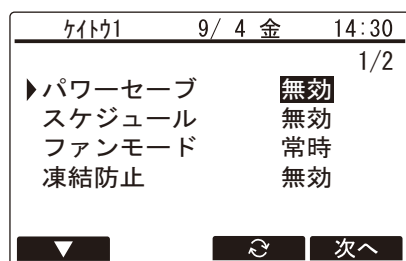 ｹｲﾄｳ1 9/ 4 金 14:30
1/2
パワーセーブ 無効
スケジュール 無効
ファンモード 常時
凍結防止 無効
次へ